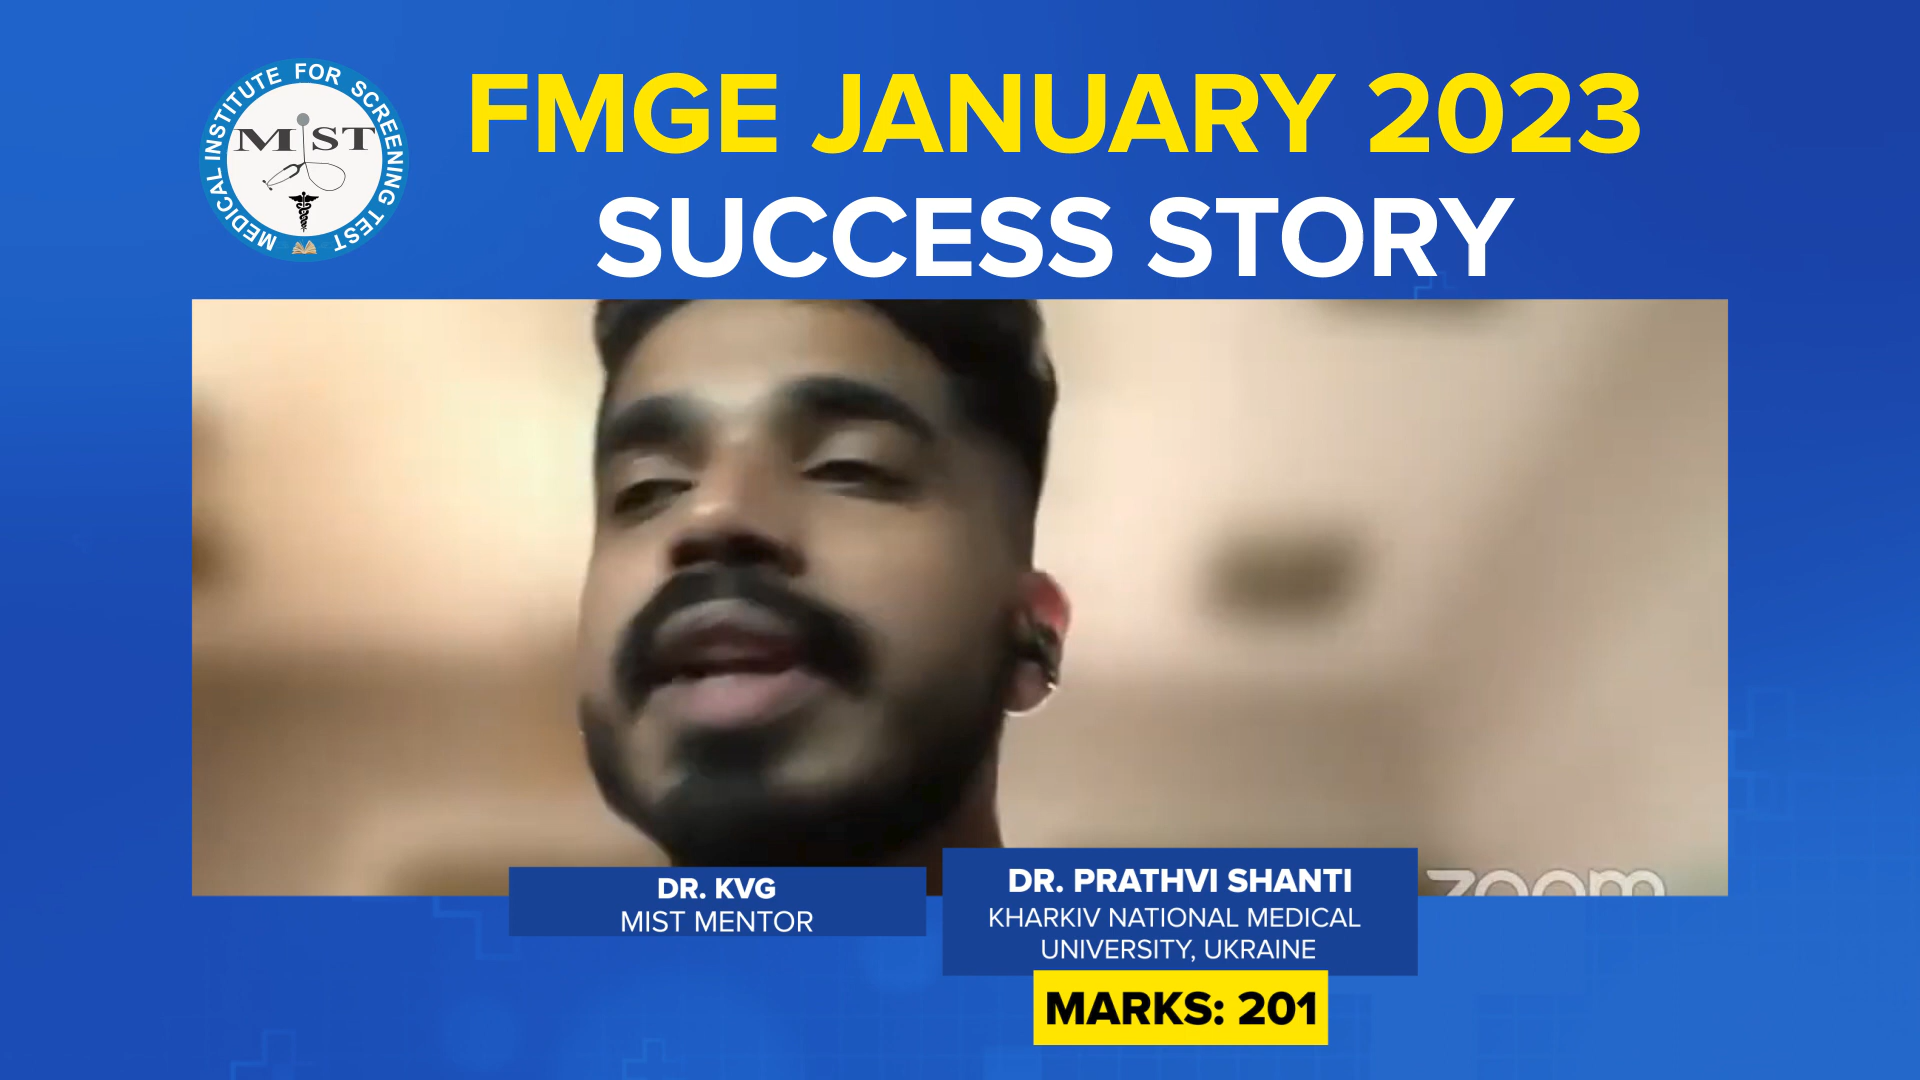 MEDICAL INSTITUTE FOR SCREENING TEST
MIST
FMGE JANUARY 2023
SUCCESS STORY
zoom
DR. KVG
MIST MENTOR
DR. PRATHVI SHANTI
KHARKIV NATIONAL MEDICAL
UNIVERSITY, UKRAINE
MARKS: 201